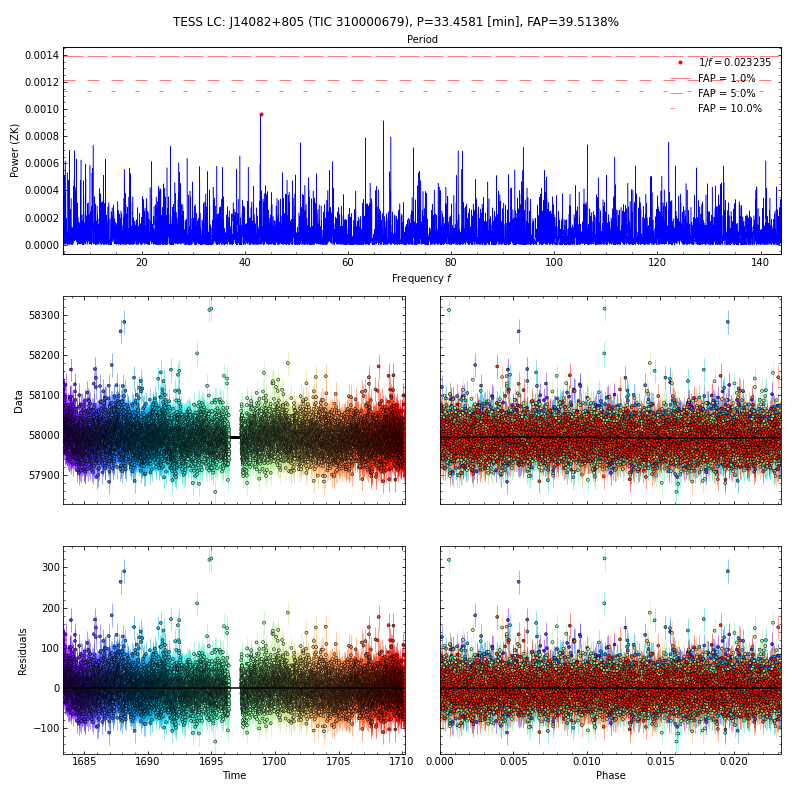 TESS LC: J14082+805 (TIC 310000679), P=33.4581 [min], FAP=39.5138%
Period
0.0014
0.0012
0.0010
0.0008
0.0006
0.0004
0.0002
0.0000
Power (ZK)
1/f = 0.023235
FAP = 1.0%
FAP = 5.0%
FAP = 10.0%
20 40 60 80 100 120 140
Frequency f
58300
58200
58100
58000
57900
Data
300
200
100
0
−100
Residuals
1685 1690 1695 1700 1705 1710
Time
0.000 0.005 0.010 0.015 0.020
Phase